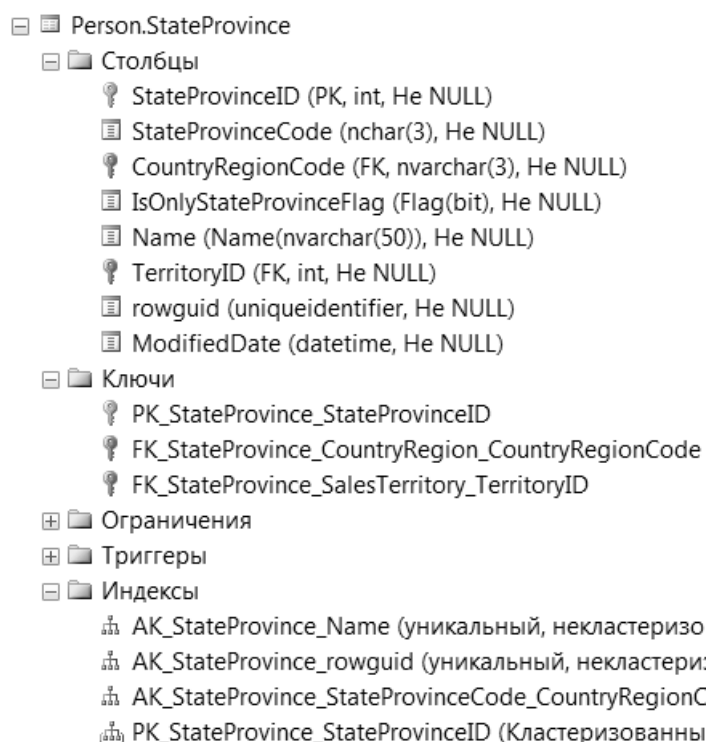 Person.StateProvince
Столбцы
StateProvinceID (PK, int, Не NULL)
StateProvinceCode (nchar(3), Не NULL)
CountryRegionCode (FK, nvarchar(3), Не NULL)
IsOnlyStateProvinceFlag (Flag(bit), Не NULL)
Name (Name(nvarchar(50)), Не NULL)
TerritoryID (FK, int, Не NULL)
rowguid (uniqueidentifier, Не NULL)
ModifiedDate (datetime, Не NULL)
Ключи
PK_StateProvince_StateProvinceID
FK_StateProvince_CountryRegion_CountryRegionCode
FK_StateProvince_SalesTerritory_TerritoryID
Ограничения
Триггеры
Индексы
AK_StateProvince_Name (уникальный, некластеризо
AK_StateProvince_rowguid (уникальный, некластериз
AK_StateProvince_StateProvinceCode_CountryRegionC
PK_StateProvince_StateProvinceID (Кластеризованны